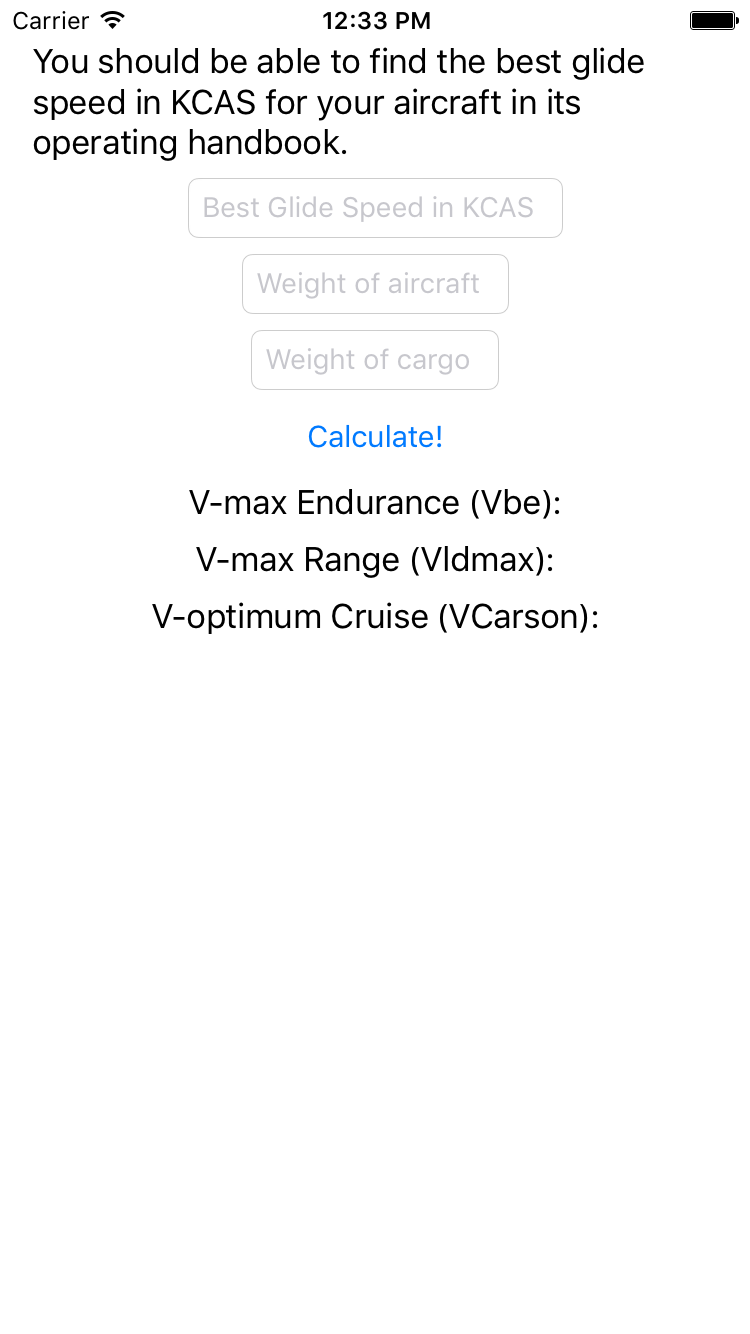 Carrier 12:33 PM
You should be able to find the best glide
speed in KCAS for your aircraft in its
operating handbook.
Best Glide Speed in KCAS
Weight of aircraft
Weight of cargo
Calculate!
V-max Endurance (Vbe):
V-max Range (Vldmax):
V-optimum Cruise (VCarson):